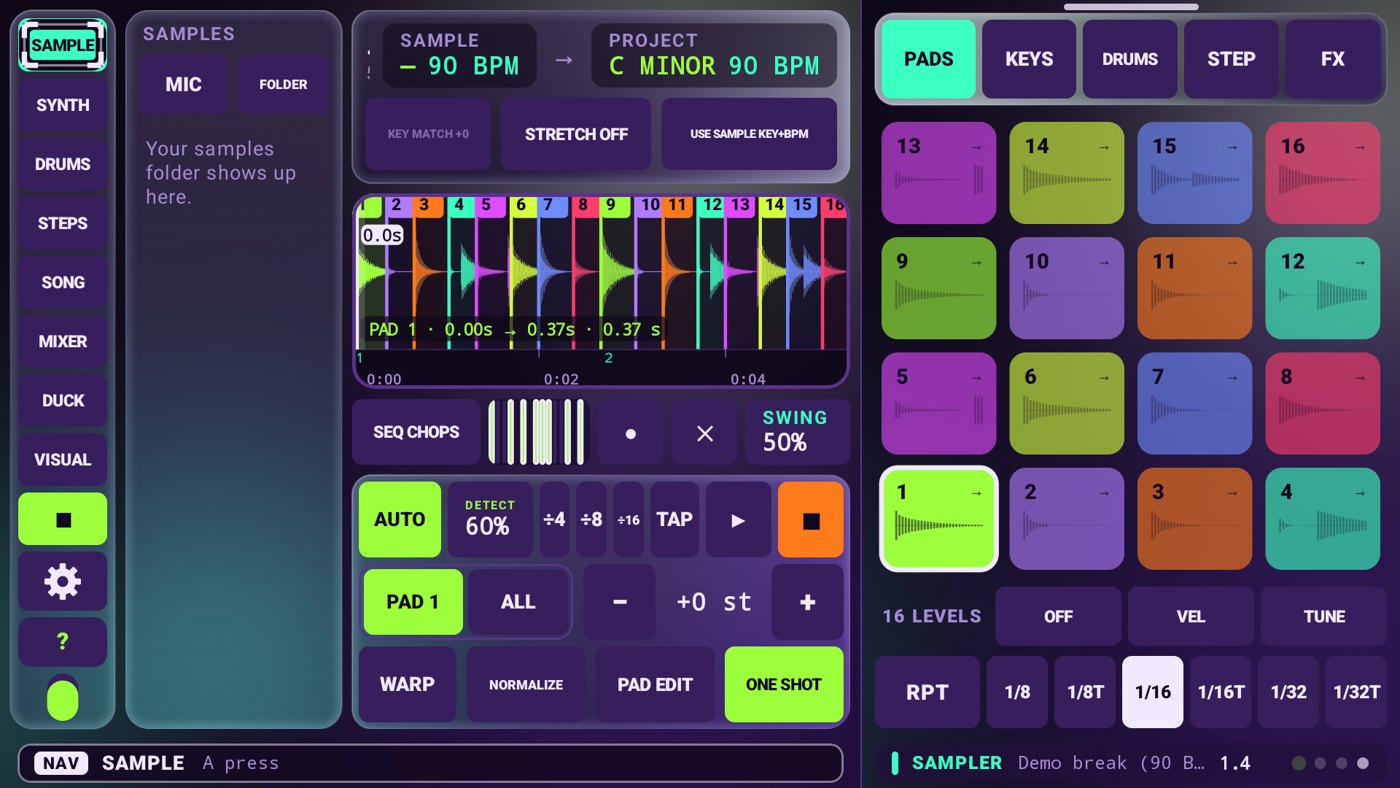 SAMPLE
SYNTH
DRUMS
STEPS
SONG
MIXER
DUCK
VISUAL
?
SAMPLES
MIC
FOLDER
Your samples
folder shows up
here.
SAMPLE
– 90 BPM
→
PROJECT
C MINOR 90 BPM
KEY MATCH +0
STRETCH OFF
USE SAMPLE KEY+BPM
1 2 3 4 5 6 7 8 9 10 11 12 13 14 15 16
0.0s
PAD 1 · 0.00s → 0.37s · 0.37 s
1 2
0:00 0:02 0:04
SEQ CHOPS
SWING
50%
AUTO
DETECT
60%
÷4
÷8
÷16
TAP
PAD 1
ALL
−
+0 st
+
WARP
NORMALIZE
PAD EDIT
ONE SHOT
NAV SAMPLE A press
PADS
KEYS
DRUMS
STEP
FX
13 → 14 → 15 → 16 →
9 → 10 → 11 → 12 →
5 → 6 → 7 → 8 →
1 → 2 → 3 → 4 →
16 LEVELS
OFF
VEL
TUNE
RPT
1/8
1/8T
1/16
1/16T
1/32
1/32T
SAMPLER Demo break (90 B… 1.4